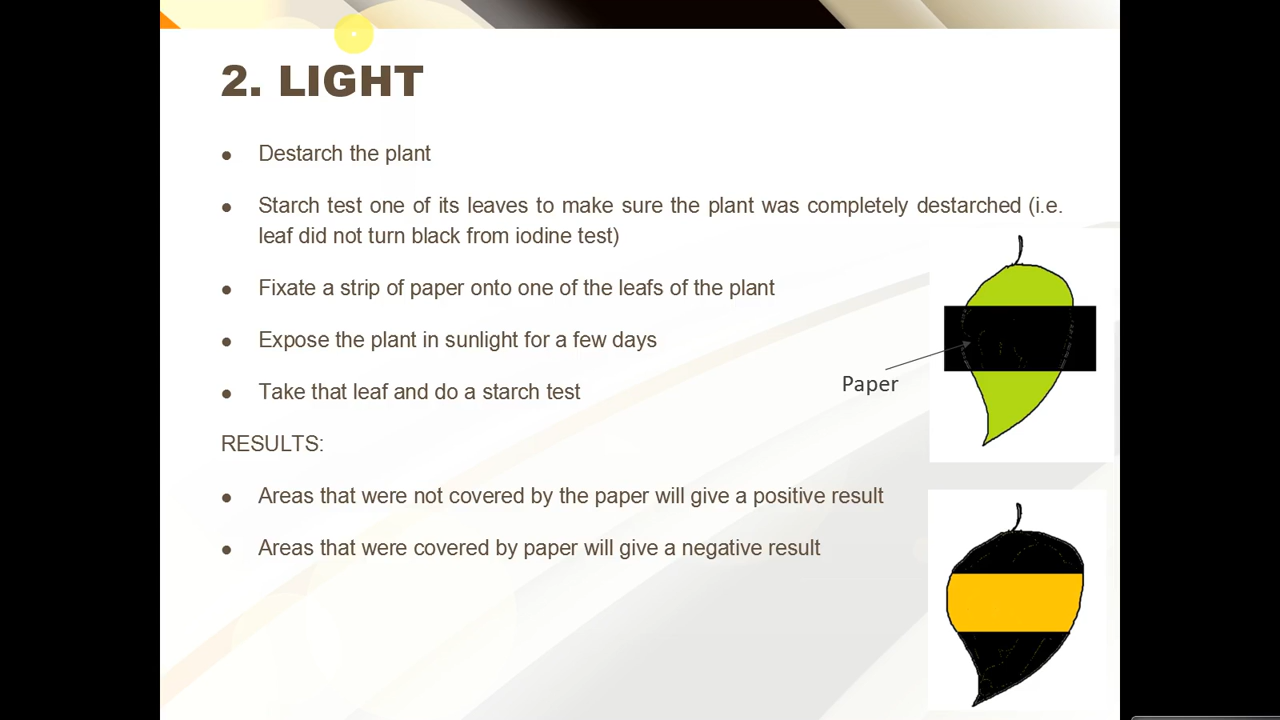 2. LIGHT
● Destarch the plant
● Starch test one of its leaves to make sure the plant was completely destarched (i.e.
leaf did not turn black from iodine test)
● Fixate a strip of paper onto one of the leafs of the plant
● Expose the plant in sunlight for a few days
Paper
● Take that leaf and do a starch test
RESULTS:
● Areas that were not covered by the paper will give a positive result
● Areas that were covered by paper will give a negative result